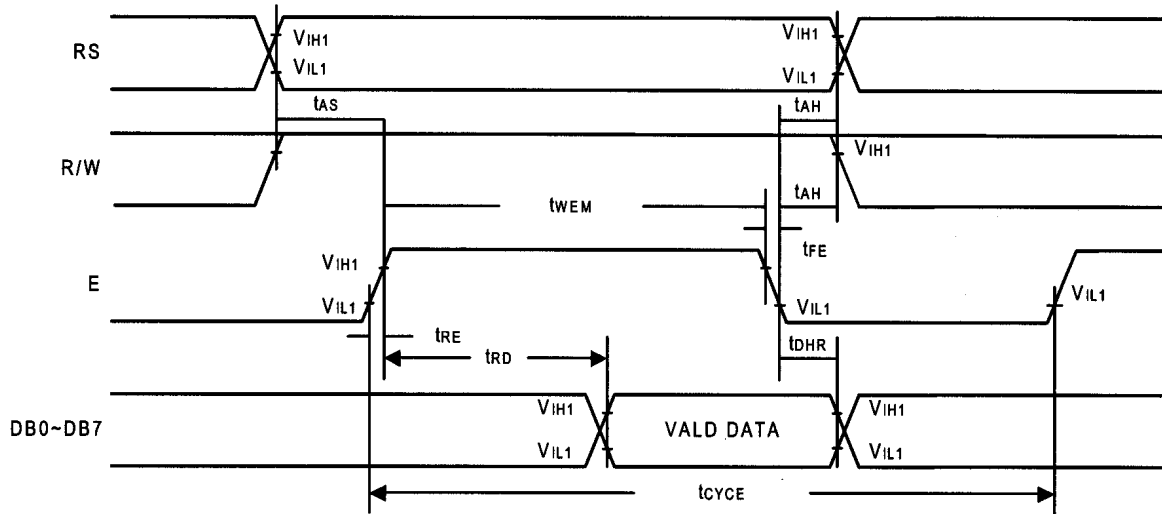 RS
VIH1
VIL1
VIH1
VIL1
tAS
tAH
R/W
VIH1
tWEM
tAH
tFE
E
VIH1
VIL1
VIL1
VIL1
tRE
tRD
tDHR
DB0~DB7
VIH1
VIL1
VALD DATA
VIH1
VIL1
tCYCE